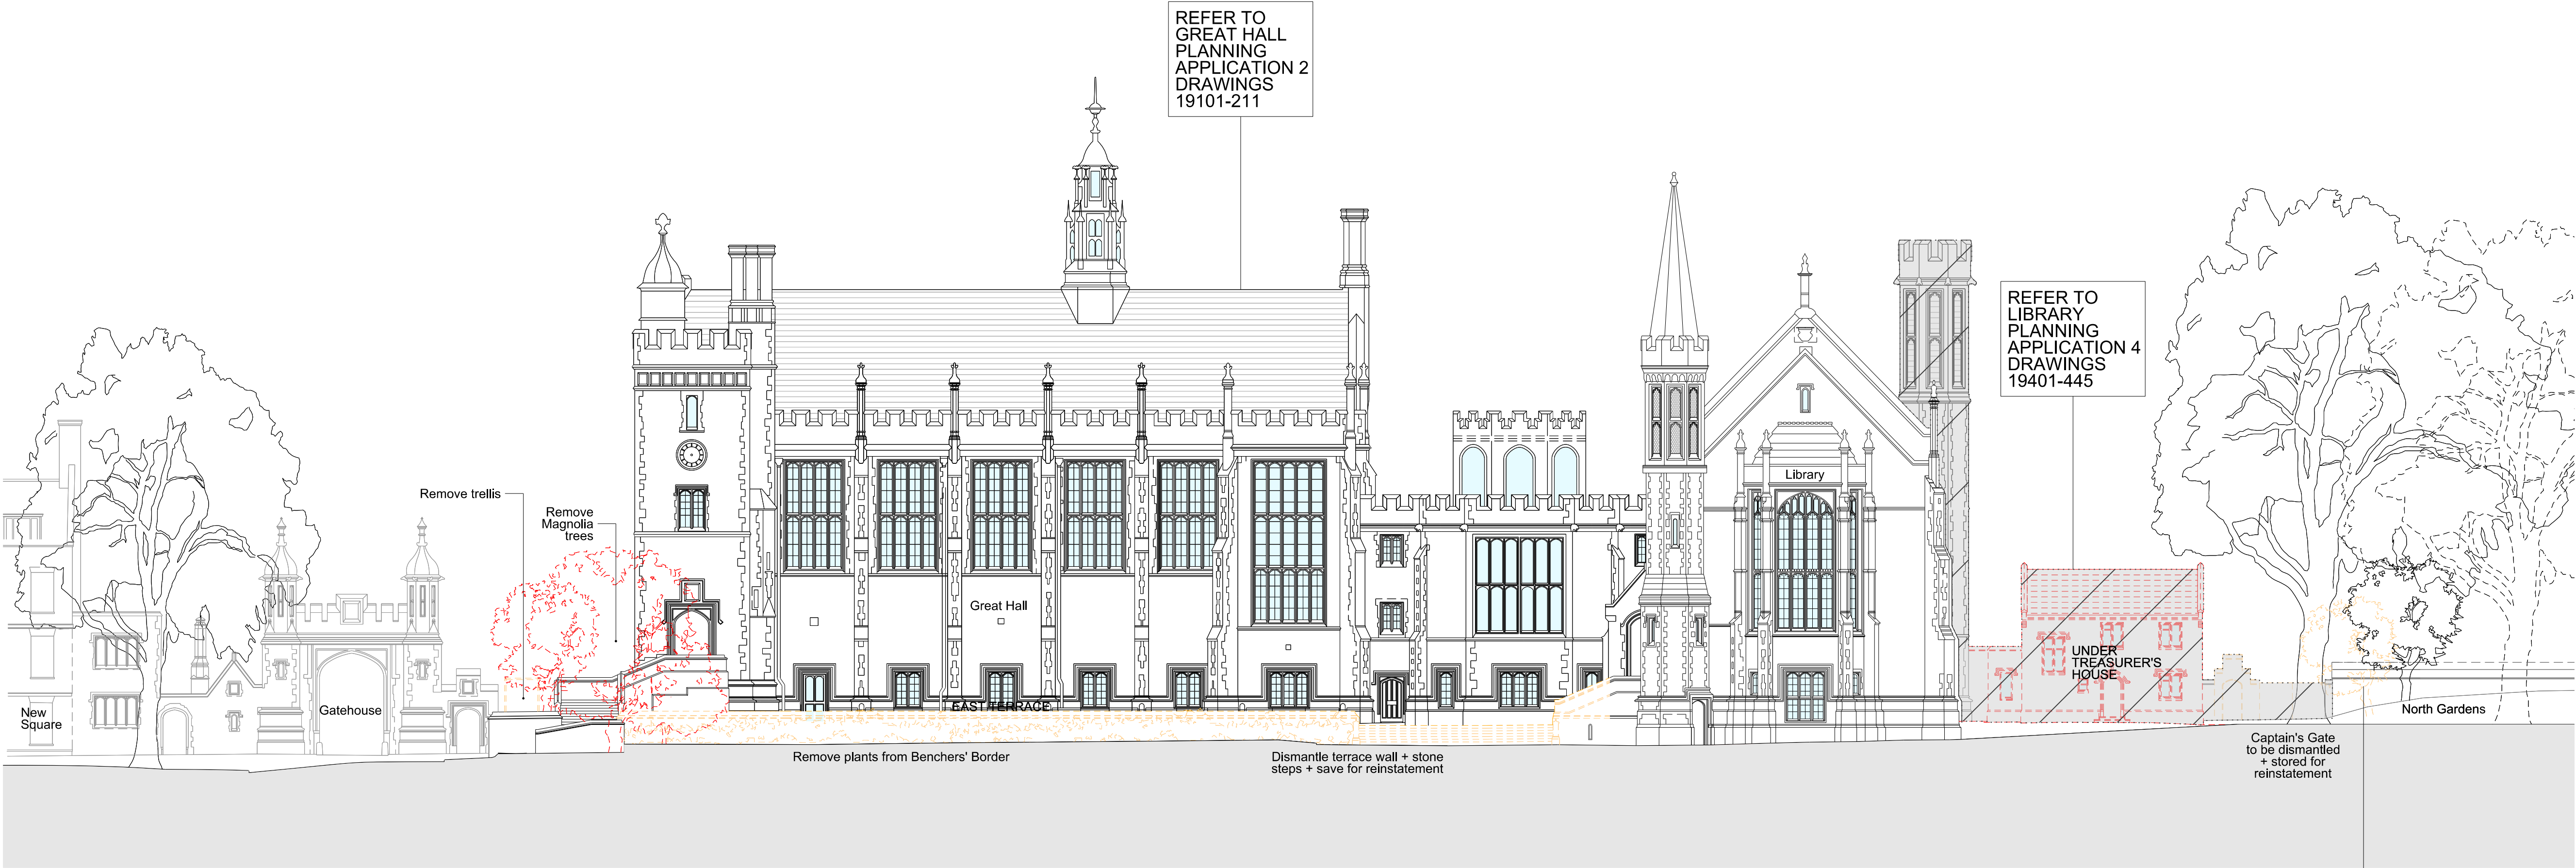 REFER TO
GREAT HALL
PLANNING
APPLICATION 2
DRAWINGS
19101-211
REFER TO
LIBRARY
PLANNING
APPLICATION 4
DRAWINGS
19401-445
Library
Remove trellis
Remove
Magnolia
trees
Great Hall
UNDER
TREASURER'S
HOUSE
New
Square
Gatehouse
EAST TERRACE
North Gardens
Remove plants from Benchers' Border
Dismantle terrace wall + stone
steps + save for reinstatement
Captain's Gate
to be dismantled
+ stored for
reinstatement